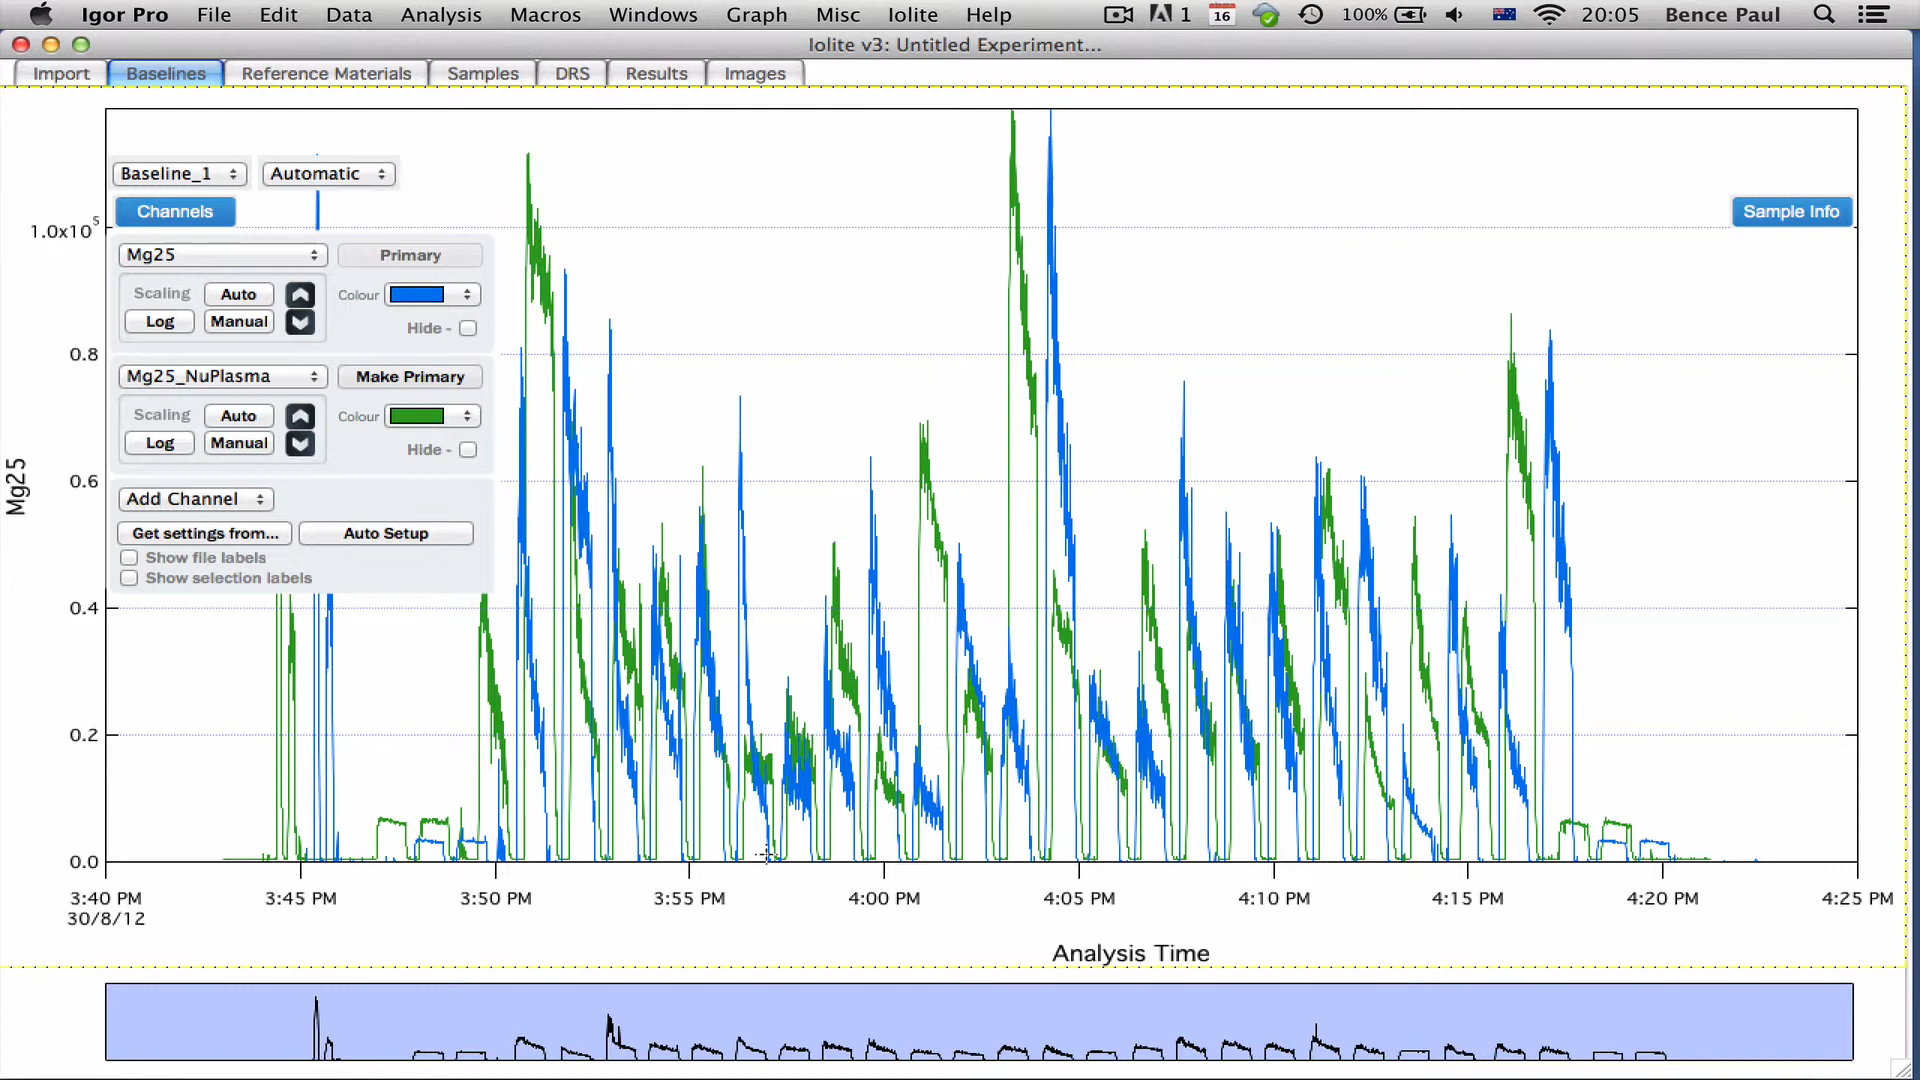 Igor Pro File Edit Data Analysis Macros Windows Graph Misc Iolite Help 1 16 100% 20:05 Bence Paul
Iolite v3: Untitled Experiment...
Import Baselines Reference Materials Samples DRS Results Images
Baseline_1 Automatic
Channels Sample Info
1.0x10⁵
Mg25 Primary
Scaling Auto Colour
Log Manual Hide -
0.8
Mg25_NuPlasma Make Primary
Scaling Auto Colour
Log Manual Hide -
0.6
Mg25
Add Channel
Get settings from... Auto Setup
Show file labels
Show selection labels
0.4
0.2
0.0
3:40 PM 3:45 PM 3:50 PM 3:55 PM 4:00 PM 4:05 PM 4:10 PM 4:15 PM 4:20 PM 4:25 PM
30/8/12
Analysis Time